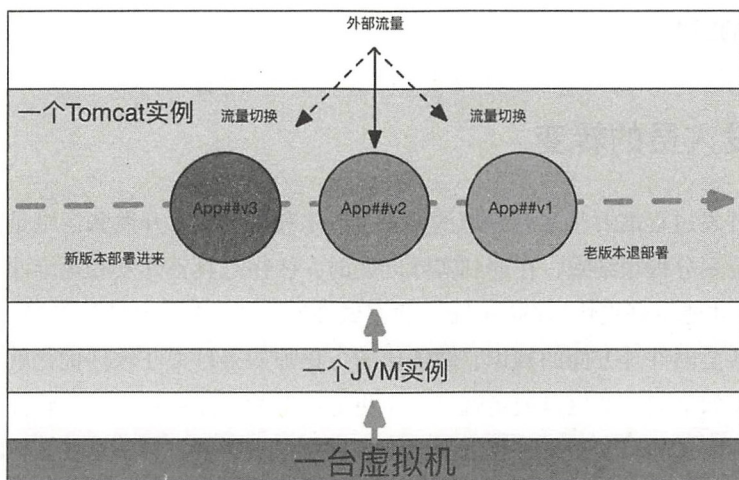 外部流量
一个Tomcat实例
流量切换
流量切换
App##v3
App##v2
App##v1
新版本部署进来
老版本退部署
一个JVM实例
一台虚拟机